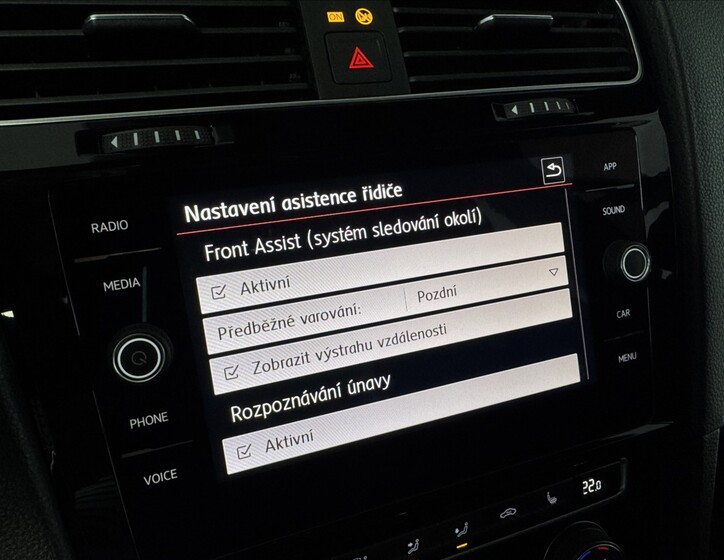 ON
Nastavení asistence řidiče
Front Assist (systém sledování okolí)
Aktivní
Předběžné varování: Pozdní
Zobrazit výstrahu vzdálenosti
Rozpoznávání únavy
Aktivní
RADIO
MEDIA
PHONE
VOICE
APP
SOUND
CAR
MENU
22.0